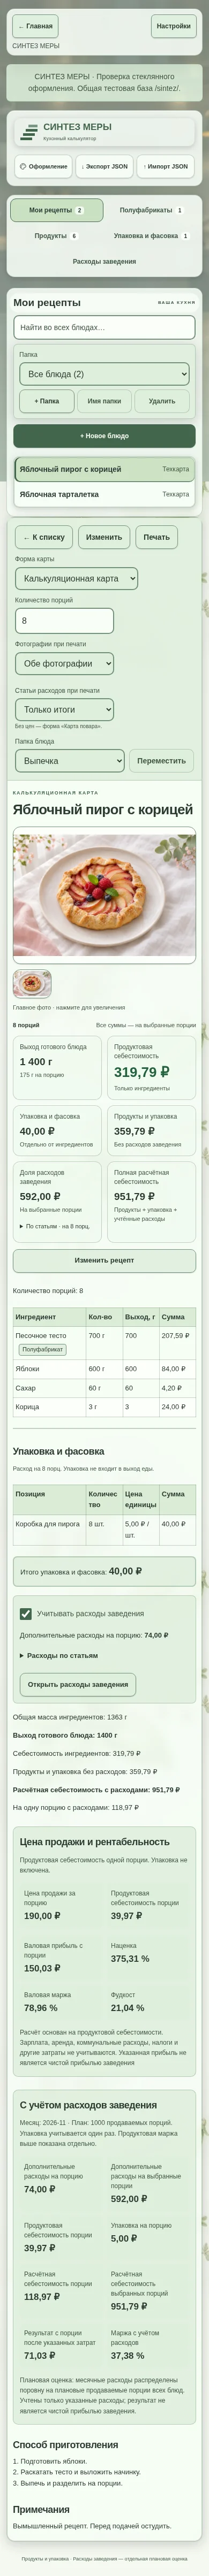 ← Главная
Настройки
СИНТЕЗ МЕРЫ
СИНТЕЗ МЕРЫ · Проверка стеклянного
оформления. Общая тестовая база /sintez/.
СИНТЕЗ МЕРЫ
Кухонный калькулятор
Оформление
↓ Экспорт JSON
↑ Импорт JSON
Мои рецепты 2
Полуфабрикаты 1
Продукты 6
Упаковка и фасовка 1
Расходы заведения
Мои рецепты
ВАША КУХНЯ
Найти во всех блюдах…
Папка
Все блюда (2)
+ Папка
Имя папки
Удалить
+ Новое блюдо
Яблочный пирог с корицей
Техкарта
Яблочная тарталетка
Техкарта
← К списку
Изменить
Печать
Форма карты
Калькуляционная карта
Количество порций
8
Фотографии при печати
Обе фотографии
Статьи расходов при печати
Только итоги
Без цен — форма «Карта повара».
Папка блюда
Выпечка
Переместить
КАЛЬКУЛЯЦИОННАЯ КАРТА
Яблочный пирог с корицей
Главное фото · нажмите для увеличения
8 порций
Все суммы — на выбранные порции
Выход готового блюда
1 400 г
175 г на порцию
Продуктовая
себестоимость
319,79 ₽
Только ингредиенты
Упаковка и фасовка
40,00 ₽
Отдельно от ингредиентов
Продукты и упаковка
359,79 ₽
Без расходов заведения
Доля расходов
заведения
592,00 ₽
На выбранные порции
▸ По статьям · на 8 порц.
Полная расчётная
себестоимость
951,79 ₽
Продукты + упаковка +
учтённые расходы
Изменить рецепт
Количество порций: 8
Ингредиент Кол-во Выход, г Сумма
Песочное тесто 700 г 700 207,59 ₽
Полуфабрикат
Яблоки 600 г 600 84,00 ₽
Сахар 60 г 60 4,20 ₽
Корица 3 г 3 24,00 ₽
Упаковка и фасовка
Расход на 8 порц. Упаковка не входит в выход еды.
Позиция Количес Цена Сумма
тво единицы
Коробка для пирога 8 шт. 5,00 ₽ / 40,00 ₽
шт.
Итого упаковка и фасовка: 40,00 ₽
Учитывать расходы заведения
Дополнительные расходы на порцию: 74,00 ₽
▸ Расходы по статьям
Открыть расходы заведения
Общая масса ингредиентов: 1363 г
Выход готового блюда: 1400 г
Себестоимость ингредиентов: 319,79 ₽
Продукты и упаковка без расходов: 359,79 ₽
Расчётная себестоимость с расходами: 951,79 ₽
На одну порцию с расходами: 118,97 ₽
Цена продажи и рентабельность
Продуктовая себестоимость одной порции. Упаковка не
включена.
Цена продажи за
порцию
190,00 ₽
Продуктовая
себестоимость порции
39,97 ₽
Валовая прибыль с
порции
150,03 ₽
Наценка
375,31 %
Валовая маржа
78,96 %
Фудкост
21,04 %
Расчёт основан на продуктовой себестоимости.
Зарплата, аренда, коммунальные расходы, налоги и
другие затраты не учитываются. Указанная прибыль не
является чистой прибылью заведения
С учётом расходов заведения
Месяц: 2026-11 · План: 1000 продаваемых порций.
Упаковка учитывается один раз. Продуктовая маржа
выше показана отдельно.
Дополнительные
расходы на порцию
74,00 ₽
Дополнительные
расходы на выбранные
порции
592,00 ₽
Продуктовая
себестоимость порции
39,97 ₽
Упаковка на порцию
5,00 ₽
Расчётная
себестоимость порции
118,97 ₽
Расчётная
себестоимость
выбранных порций
951,79 ₽
Результат с порции
после указанных затрат
71,03 ₽
Маржа с учётом
расходов
37,38 %
Плановая оценка: месячные расходы распределены
поровну на плановые продаваемые порции всех блюд.
Учтены только указанные расходы; результат не
является чистой прибылью заведения.
Способ приготовления
1. Подготовить яблоки.
2. Раскатать тесто и выложить начинку.
3. Выпечь и разделить на порции.
Примечания
Вымышленный рецепт. Перед подачей остудить.
Продукты и упаковка · Расходы заведения — отдельная плановая оценка